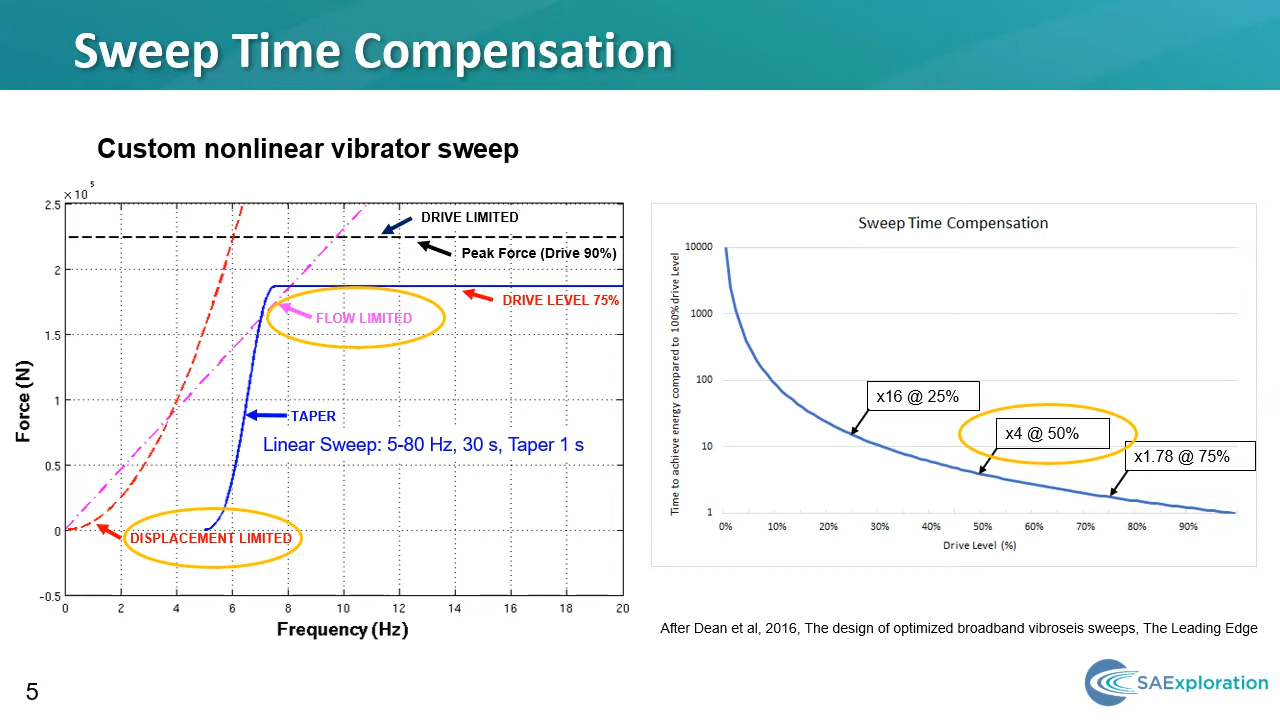 Sweep Time Compensation
Custom nonlinear vibrator sweep
× 10 5
2.5
2
1.5
1
0.5
0
-0.5
0 2 4 6 8 10 12 14 16 18 20
Force (N)
Frequency (Hz)
DRIVE LIMITED
Peak Force (Drive 90%)
DRIVE LEVEL 75%
FLOW LIMITED
TAPER
Linear Sweep: 5-80 Hz, 30 s, Taper 1 s
DISPLACEMENT LIMITED
Sweep Time Compensation
Time to achieve energy compared to 100% drive Level
10000
1000
100
10
1
x16 @ 25%
x4 @ 50%
x1.78 @ 75%
0% 10% 20% 30% 40% 50% 60% 70% 80% 90%
Drive Level (%)
After Dean et al, 2016, The design of optimized broadband vibroseis sweeps, The Leading Edge
5
SAExploration